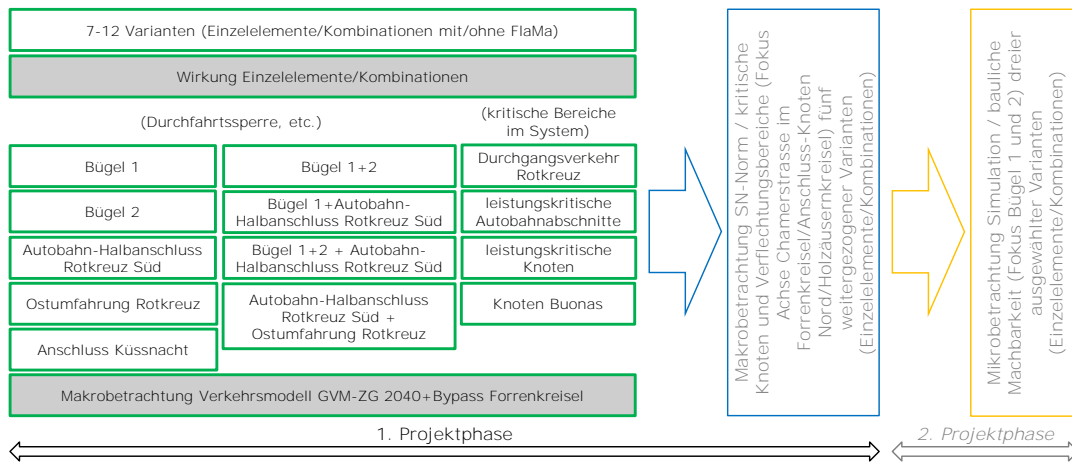 7-12 Varianten (Einzelelemente/Kombinationen mit/ohne FlaMa)
Wirkung Einzelelemente/Kombinationen
(Durchfahrtssperre, etc.)
(kritische Bereiche
im System)
Bügel 1
Bügel 1+2
Durchgangsverkehr
Rotkreuz
Bügel 2
Bügel 1+Autobahn-
Halbanschluss Rotkreuz Süd
leistungskritische
Autobahnabschnitte
Autobahn-Halbanschluss
Rotkreuz Süd
Bügel 1+2 + Autobahn-
Halbanschluss Rotkreuz Süd
leistungskritische
Knoten
Ostumfahrung Rotkreuz
Autobahn-Halbanschluss
Rotkreuz Süd +
Ostumfahrung Rotkreuz
Knoten Buonas
Anschluss Küssnacht
Makrobetrachtung Verkehrsmodell GVM-ZG 2040+Bypass Forrenkreisel
Makrobetrachtung SN-Norm / kritische
Knoten und Verflechtungsbereiche (Fokus
Achse Chamerstrasse im
Forrenkreisel/Anschluss-Knoten
Nord/Holzäusernkreisel) fünf
weitergezogener Varianten
(Einzelelemente/Kombinationen)
Mikrobetrachtung Simulation / bauliche
Machbarkeit (Fokus Bügel 1 und 2) dreier
ausgewählter Varianten
(Einzelelemente/Kombinationen)
1. Projektphase
2. Projektphase